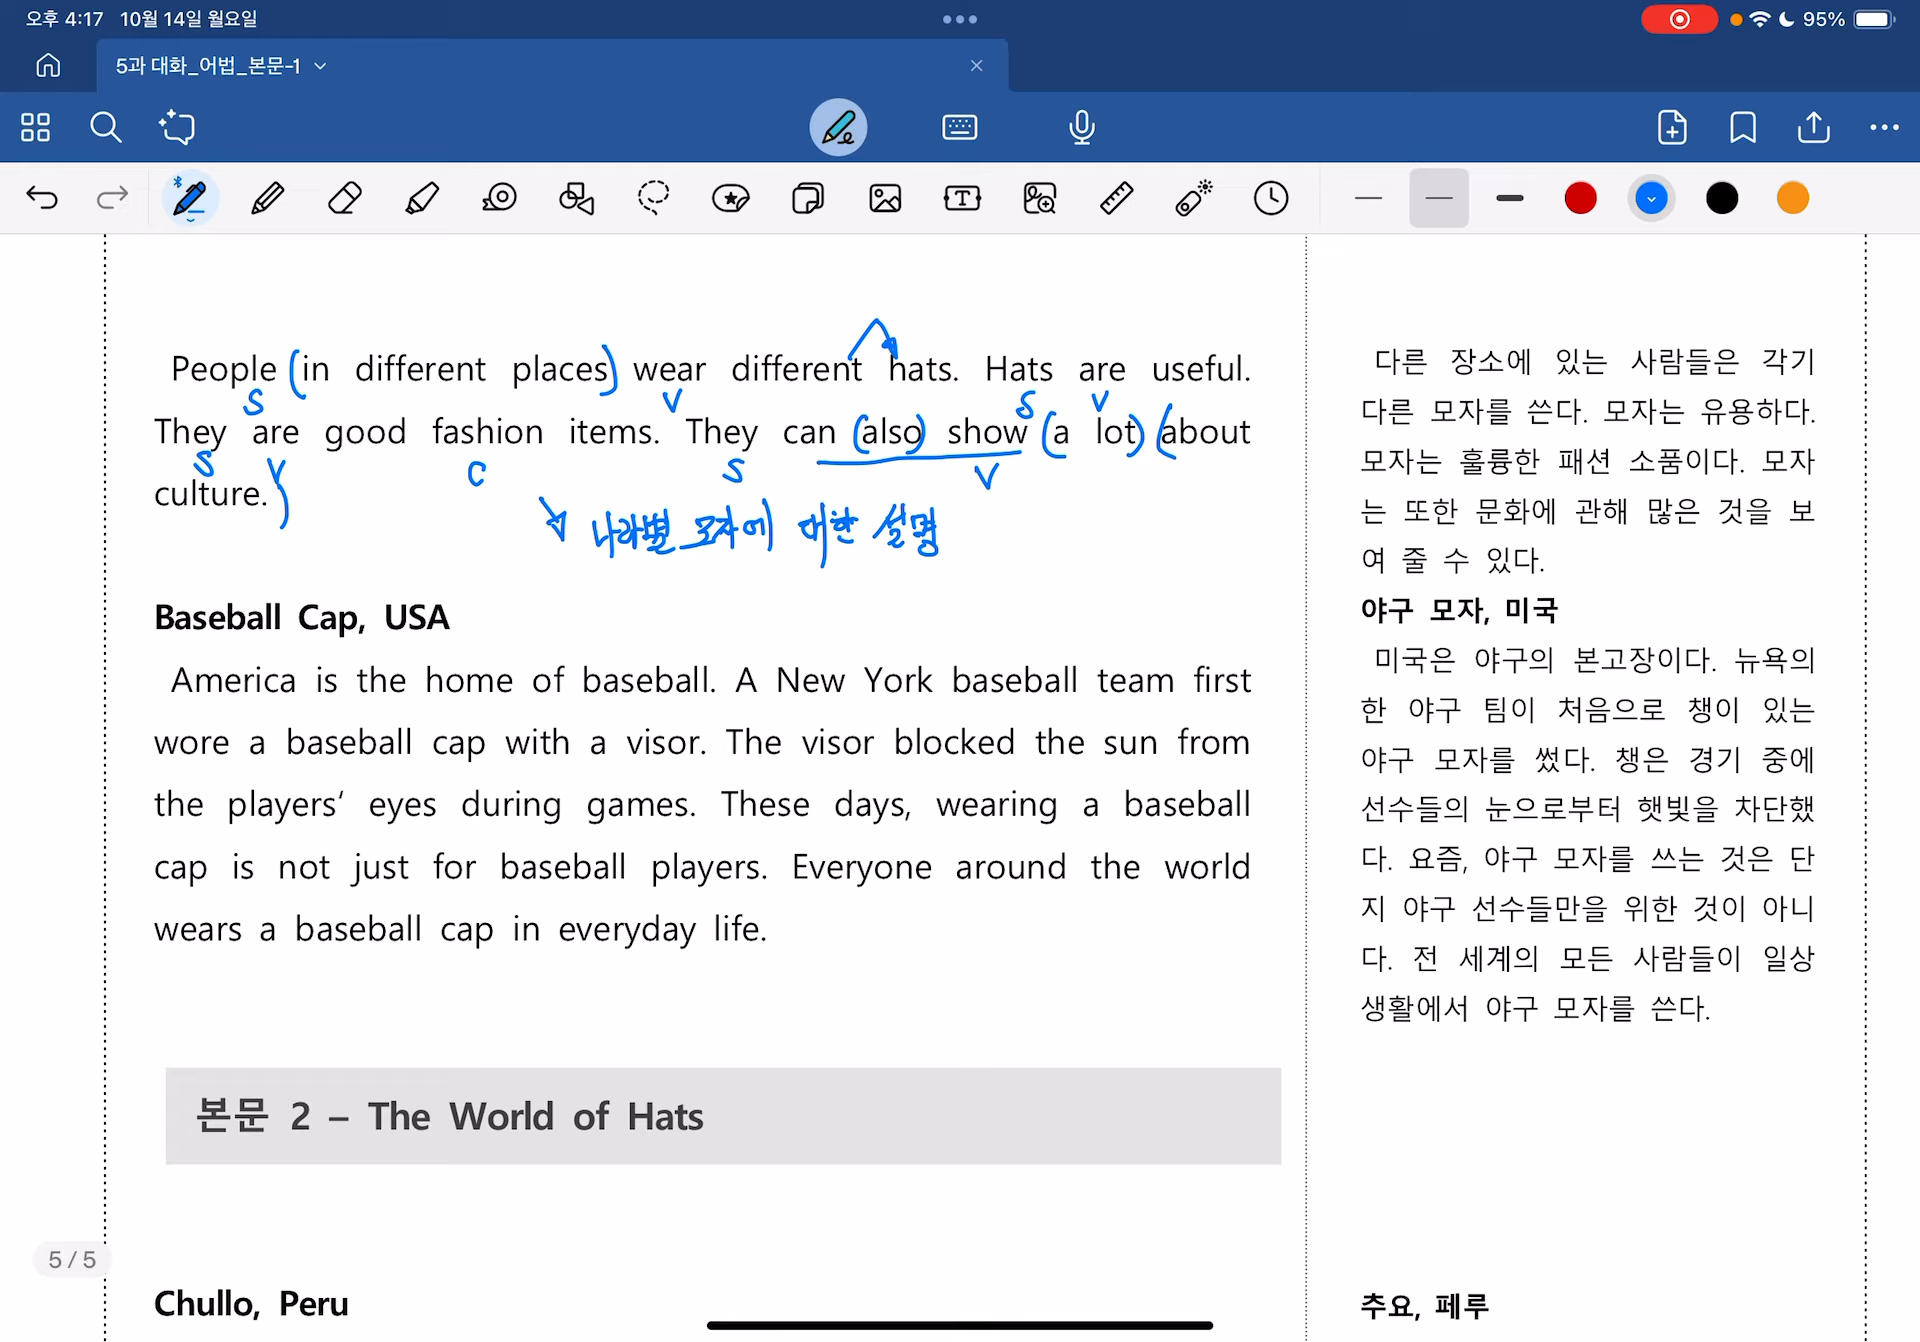 오후 4:17 10월 14일 월요일
95%
5과 대화_어법_본문-1
People (in different places) wear different hats. Hats are useful.
S V S V
They are good fashion items. They can (also) show (a lot) (about
S V C S V
culture.)
나라별 모자에 대한 설명
Baseball Cap, USA
America is the home of baseball. A New York baseball team first
wore a baseball cap with a visor. The visor blocked the sun from
the players‘ eyes during games. These days, wearing a baseball
cap is not just for baseball players. Everyone around the world
wears a baseball cap in everyday life.
본문 2 – The World of Hats
5 / 5
Chullo, Peru
다른 장소에 있는 사람들은 각기
다른 모자를 쓴다. 모자는 유용하다.
모자는 훌륭한 패션 소품이다. 모자
는 또한 문화에 관해 많은 것을 보
여 줄 수 있다.
야구 모자, 미국
미국은 야구의 본고장이다. 뉴욕의
한 야구 팀이 처음으로 챙이 있는
야구 모자를 썼다. 챙은 경기 중에
선수들의 눈으로부터 햇빛을 차단했
다. 요즘, 야구 모자를 쓰는 것은 단
지 야구 선수들만을 위한 것이 아니
다. 전 세계의 모든 사람들이 일상
생활에서 야구 모자를 쓴다.
추요, 페루